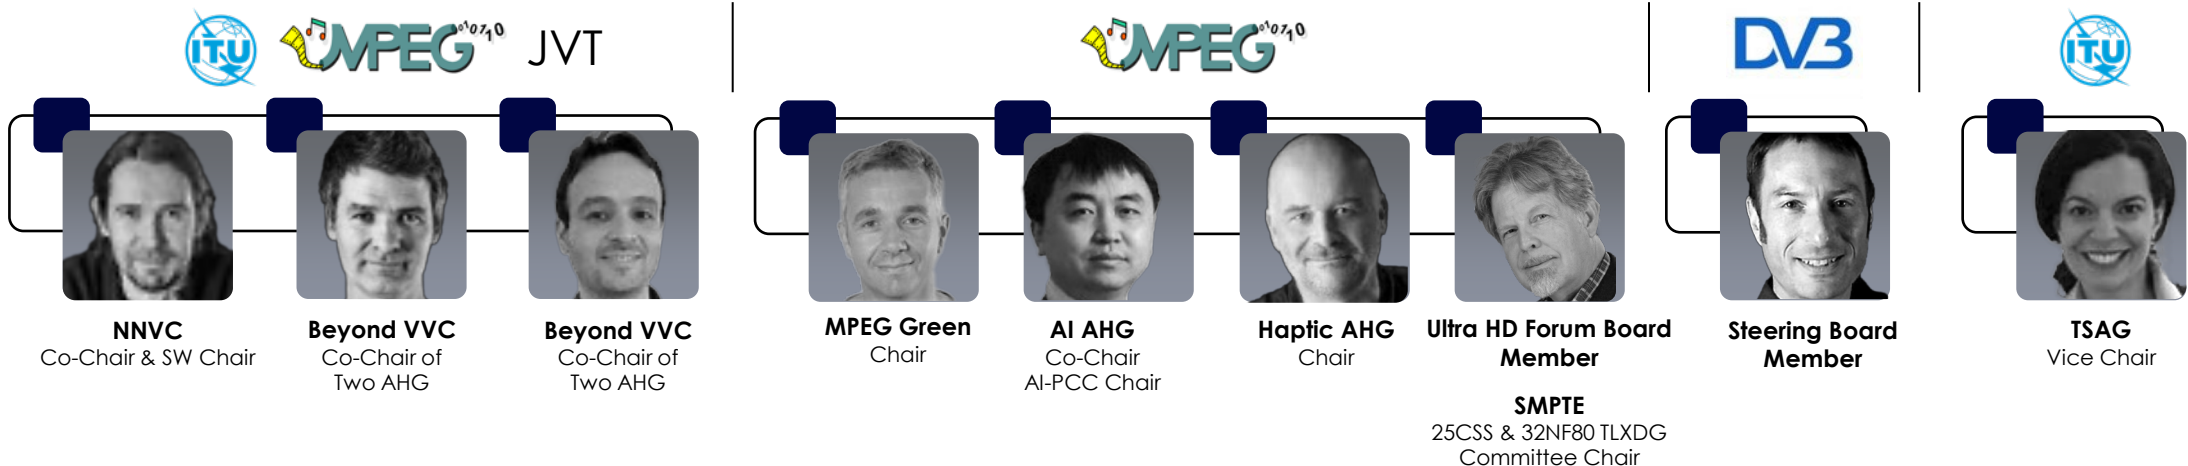 ITU MPEG 010710 JVT
MPEG 010710
DVB
ITU
NNVC
Co-Chair & SW Chair
Beyond VVC
Co-Chair of
Two AHG
Beyond VVC
Co-Chair of
Two AHG
MPEG Green
Chair
AI AHG
Co-Chair
AI-PCC Chair
Haptic AHG
Chair
Ultra HD Forum Board
Member
SMPTE
25CSS & 32NF80 TLXDG
Committee Chair
Steering Board
Member
TSAG
Vice Chair